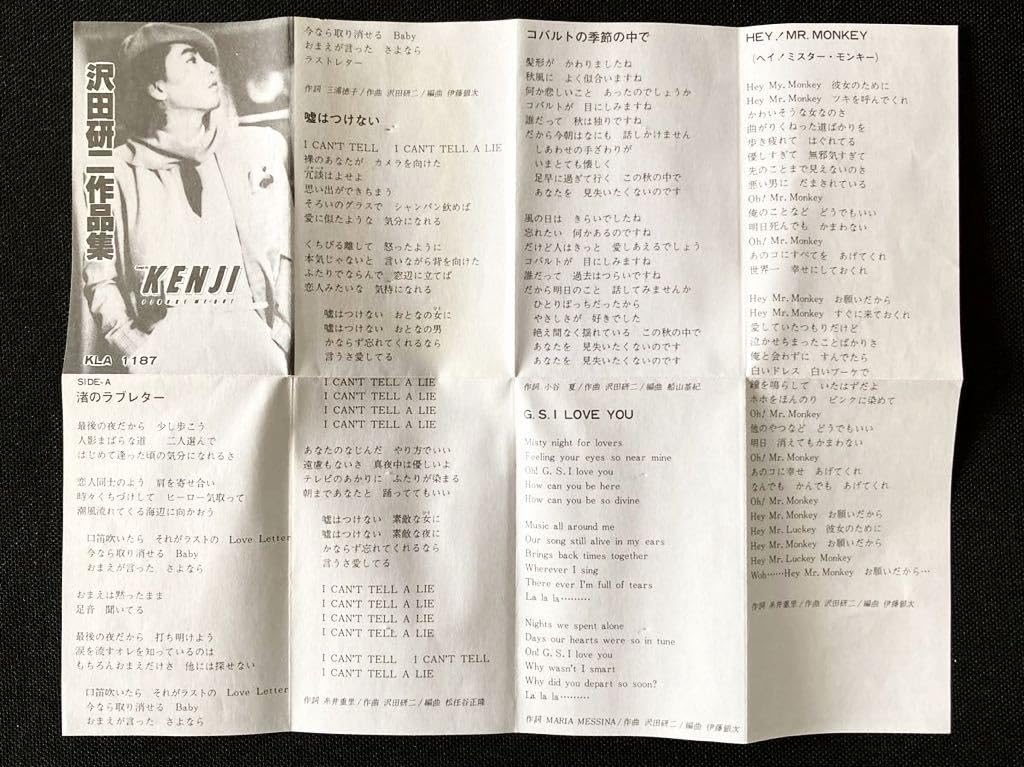 沢田研二作品集
KENJI
KLA 1187
SIDE-A
渚のラブレター
最後の夜だから 少し歩こう
人影まばらな道 二人選んで
はじめて逢った頃の気分になれるさ
恋人同士のよう 肩を寄せ合い
時々くちづけして ヒーロー気取って
潮風流れてくる海辺に向かおう
口笛吹いたら それがラストの Love Letter
今なら取り消せる Baby
おまえが言った さよなら
おまえは黙ったまま
足音 聞いてる
最後の夜だから 打ち明けよう
涙を流すオレを知っているのは
もちろんおまえだけさ 他には探せない
口笛吹いたら それがラストの Love Letter
今なら取り消せる Baby
おまえが言った さよなら
今なら取り消せる Baby
おまえが言った さよなら
ラストレター
作詞 三浦徳子/作曲 沢田研二/編曲 伊藤銀次
嘘はつけない
I CAN'T TELL I CAN'T TELL A LIE
裸のあなたが カメラを向けた
冗談はよせよ
思い出ができちまう
そろいのグラスで シャンパン飲めば
愛に似たような 気分になれる
くちびる離して 怒ったように
本気じゃないと 言いながら背を向けた
ふたりでならんで 窓辺に立てば
恋人みたいな 気持になれる
嘘はつけない おとなの女に
嘘はつけない おとなの男
かならず忘れてくれるなら
言うさ愛してる
I CAN'T TELL A LIE
I CAN'T TELL A LIE
I CAN'T TELL A LIE
I CAN'T TELL A LIE
あなたのなじんだ やり方でいい
遠慮もないさ 真夜中は優しいよ
テレビのあかりに ふたりが染まる
朝まであなたと 踊っててもいい
嘘はつけない 素敵な女に
嘘はつけない 素敵な夜に
かならず忘れてくれるなら
言うさ愛してる
I CAN'T TELL A LIE
I CAN'T TELL A LIE
I CAN'T TELL A LIE
I CAN'T TELL A LIE
I CAN'T TELL I CAN'T TELL
I CAN'T TELL A LIE
作詞 糸井重里/作曲 沢田研二/編曲 松任谷正隆
コバルトの季節の中で
髪形が かわりましたね
秋風に よく似合いますね
何か悲しいこと あったのでしょうか
コバルトが 目にしみますね
誰だって 秋は独りですね
だから今朝はなにも 話しかけません
しあわせの手ざわりが
いまとても懐しく
足早に過ぎて行く この秋の中で
あなたを 見失いたくないのです
風の日は きらいでしたね
忘れたい 何かあるのですね
だけど人はきっと 愛しあえるでしょう
コバルトが 目にしみますね
誰だって 過去はつらいですね
だから明日のこと 話してみませんか
ひとりぼっちだったから
やさしさが 好きでした
絶え間なく揺れている この秋の中で
あなたを 見失いたくないのです
あなたを 見失いたくないのです
作詞 小谷 夏/作曲 沢田研二/編曲 船山基紀
G.S.I LOVE YOU
Misty night for lovers
Feeling your eyes so near mine
Oh! G.S.I love you
How can you be here
How can you be so divine
Music all around me
Our song still alive in my ears
Brings back times together
Wherever I sing
There ever I'm full of tears
La la la………
Nights we spent alone
Days our hearts were so in tune
Oh! G.S.I love you
Why wasn't I smart
Why did you depart so soon?
La la la………
作詞 MARIA MESSINA/作曲 沢田研二/編曲 伊藤銀次
HEY! MR. MONKEY
(ヘイ!ミスター・モンキー)
Hey My. Monkey 彼女のために
Hey Mr. Monkey ツキを呼んでくれ
かわいそうな女なのさ
曲がりくねった道ばかりを
歩き疲れて はぐれてる
優しすぎて 無邪気すぎて
先のことまで見えないのさ
悪い男に だまされている
Oh! Mr. Monkey
俺のことなど どうでもいい
明日死んでも かまわない
Oh! Mr. Monkey
あのコにすべてを あげてくれ
世界一 幸せにしておくれ
Hey Mr. Monkey お願いだから
Hey Mr. Monkey すぐに来ておくれ
愛していたつもりだけど
泣かせちまったことばかりさ
俺と会わずに すんでたら
白いドレス 白いブーケで
鐘を鳴らして いたはずだよ
ホホをほんのり ピンクに染めて
Oh! Mr. Monkey
他のやつなど どうでもいい
明日 消えてもかまわない
Oh! Mr. Monkey
あのコに幸せ あげてくれ
なんでも かんでも あげてくれ
Oh! Mr. Monkey
Hey Mr. Monkey お願いだから
Hey Mr. Luckey 彼女のために
Hey Mr. Monkey お願いだから
Hey Mr. Luckey Monkey
Woh……Hey Mr. Monkey お願いだから…
作詞 糸井重里/作曲 沢田研二/編曲 伊藤銀次